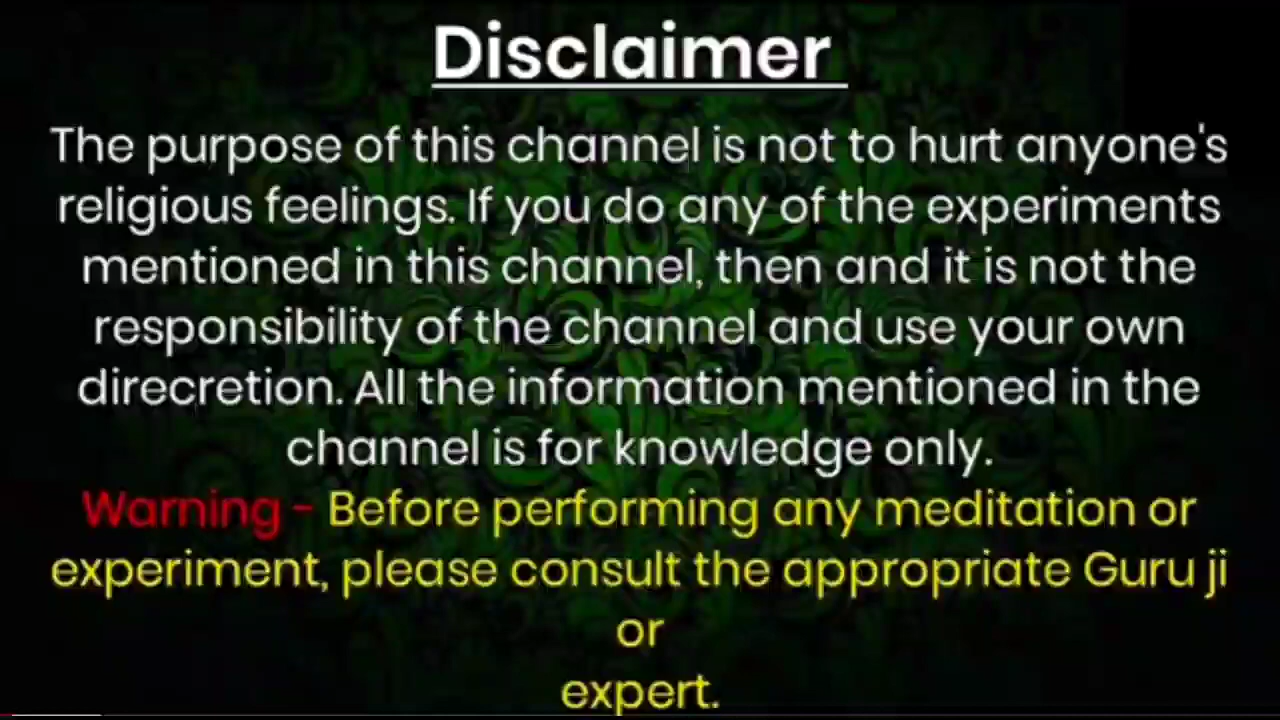 Disclaimer
The purpose of this channel is not to hurt anyone's
religious feelings. If you do any of the experiments
mentioned in this channel, then and it is not the
responsibility of the channel and use your own
direcretion. All the information mentioned in the
channel is for knowledge only.
Warning - Before performing any meditation or
experiment, please consult the appropriate Guru ji
or
expert.